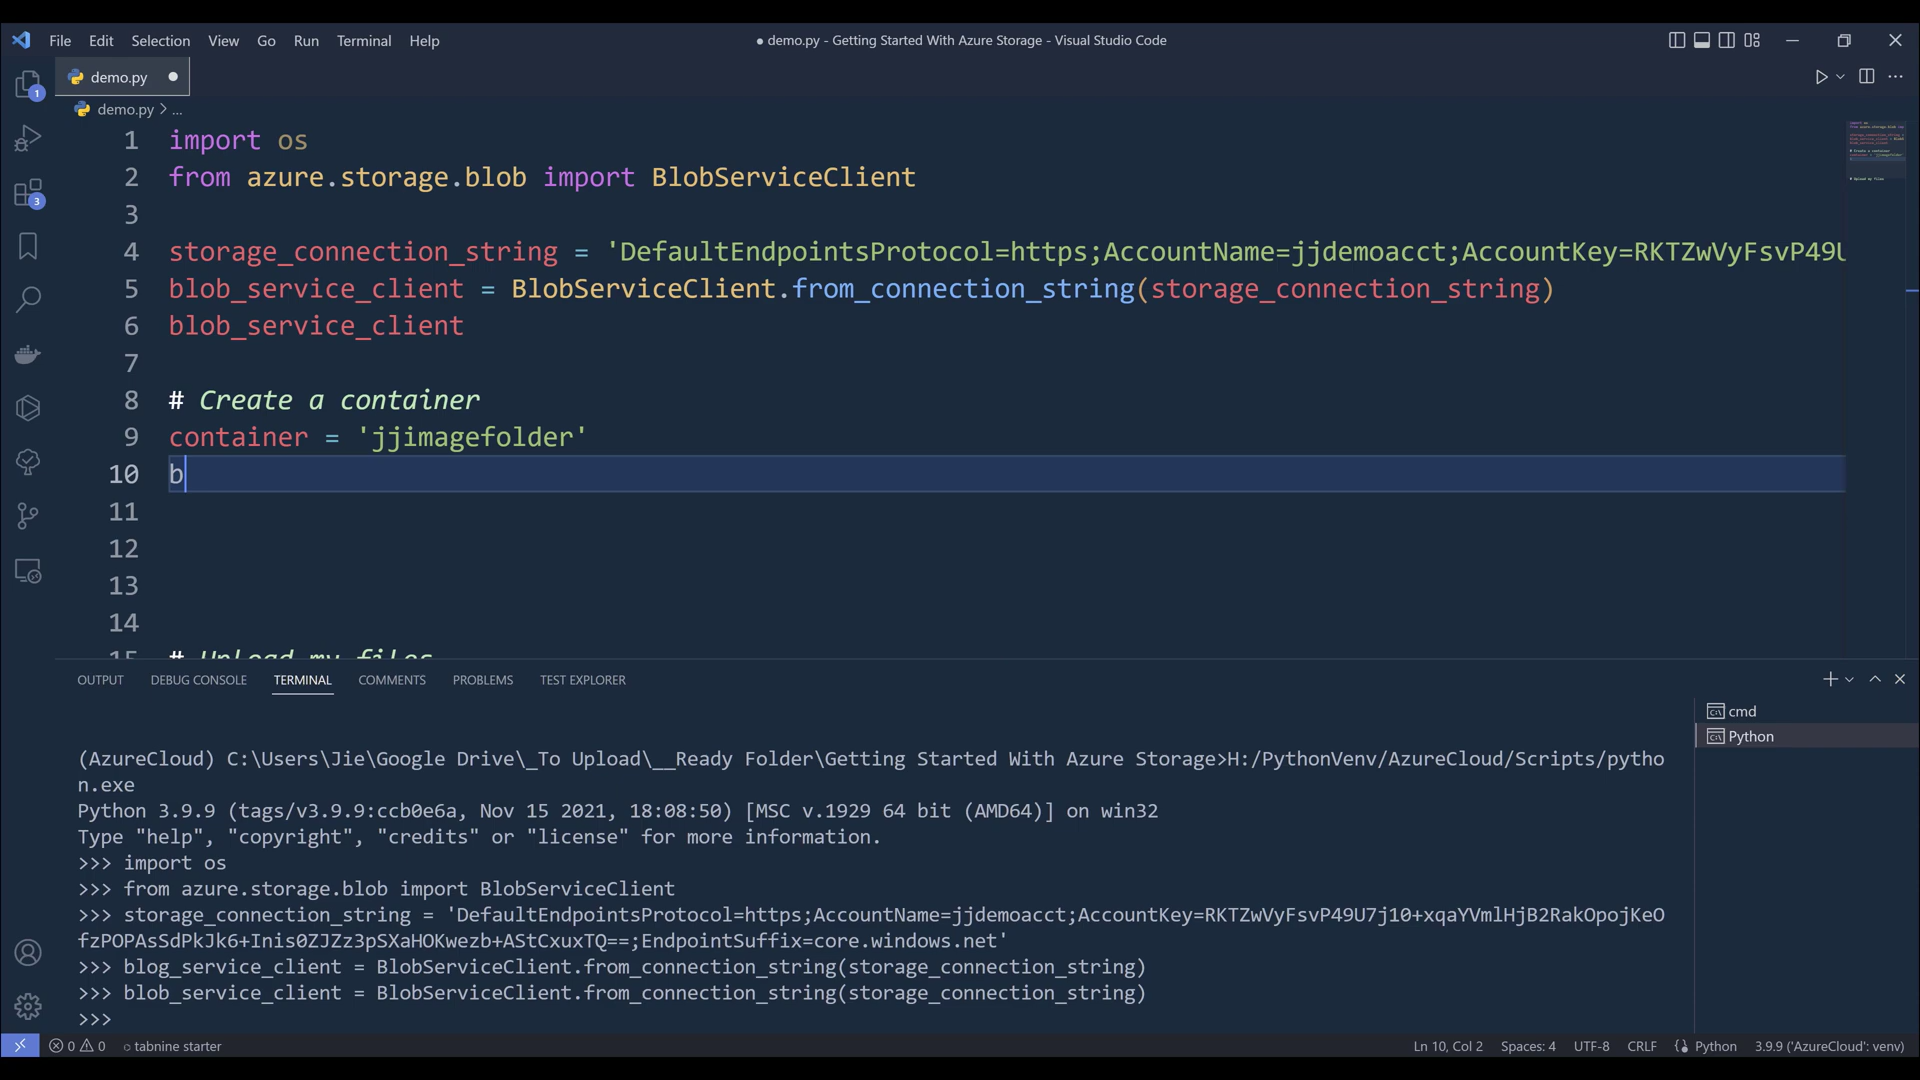 File Edit Selection View Go Run Terminal Help
● demo.py - Getting Started With Azure Storage - Visual Studio Code
demo.py
demo.py > ...
1 import os
2 from azure.storage.blob import BlobServiceClient
3
4 storage_connection_string = 'DefaultEndpointsProtocol=https;AccountName=jjdemoacct;AccountKey=RKTZwVyFsvP49U
5 blob_service_client = BlobServiceClient.from_connection_string(storage_connection_string)
6 blob_service_client
7
8 # Create a container
9 container = 'jjimagefolder'
10 b
11
12
13
14
15 # Upload my files
1
3
OUTPUT DEBUG CONSOLE TERMINAL COMMENTS PROBLEMS TEST EXPLORER
cmd
Python
(AzureCloud) C:\Users\Jie\Google Drive\_To Upload\__Ready Folder\Getting Started With Azure Storage>H:/PythonVenv/AzureCloud/Scripts/pytho
n.exe
Python 3.9.9 (tags/v3.9.9:ccb0e6a, Nov 15 2021, 18:08:50) [MSC v.1929 64 bit (AMD64)] on win32
Type "help", "copyright", "credits" or "license" for more information.
>>> import os
>>> from azure.storage.blob import BlobServiceClient
>>> storage_connection_string = 'DefaultEndpointsProtocol=https;AccountName=jjdemoacct;AccountKey=RKTZwVyFsvP49U7j10+xqaYVmlHjB2RakOpojKeO
fzPOPAsSdPkJk6+Inis0ZJZz3pSXaHOKwezb+AStCxuxTQ==;EndpointSuffix=core.windows.net'
>>> blog_service_client = BlobServiceClient.from_connection_string(storage_connection_string)
>>> blob_service_client = BlobServiceClient.from_connection_string(storage_connection_string)
>>>
0 0 tabnine starter
Ln 10, Col 2 Spaces: 4 UTF-8 CRLF Python 3.9.9 ('AzureCloud': venv)